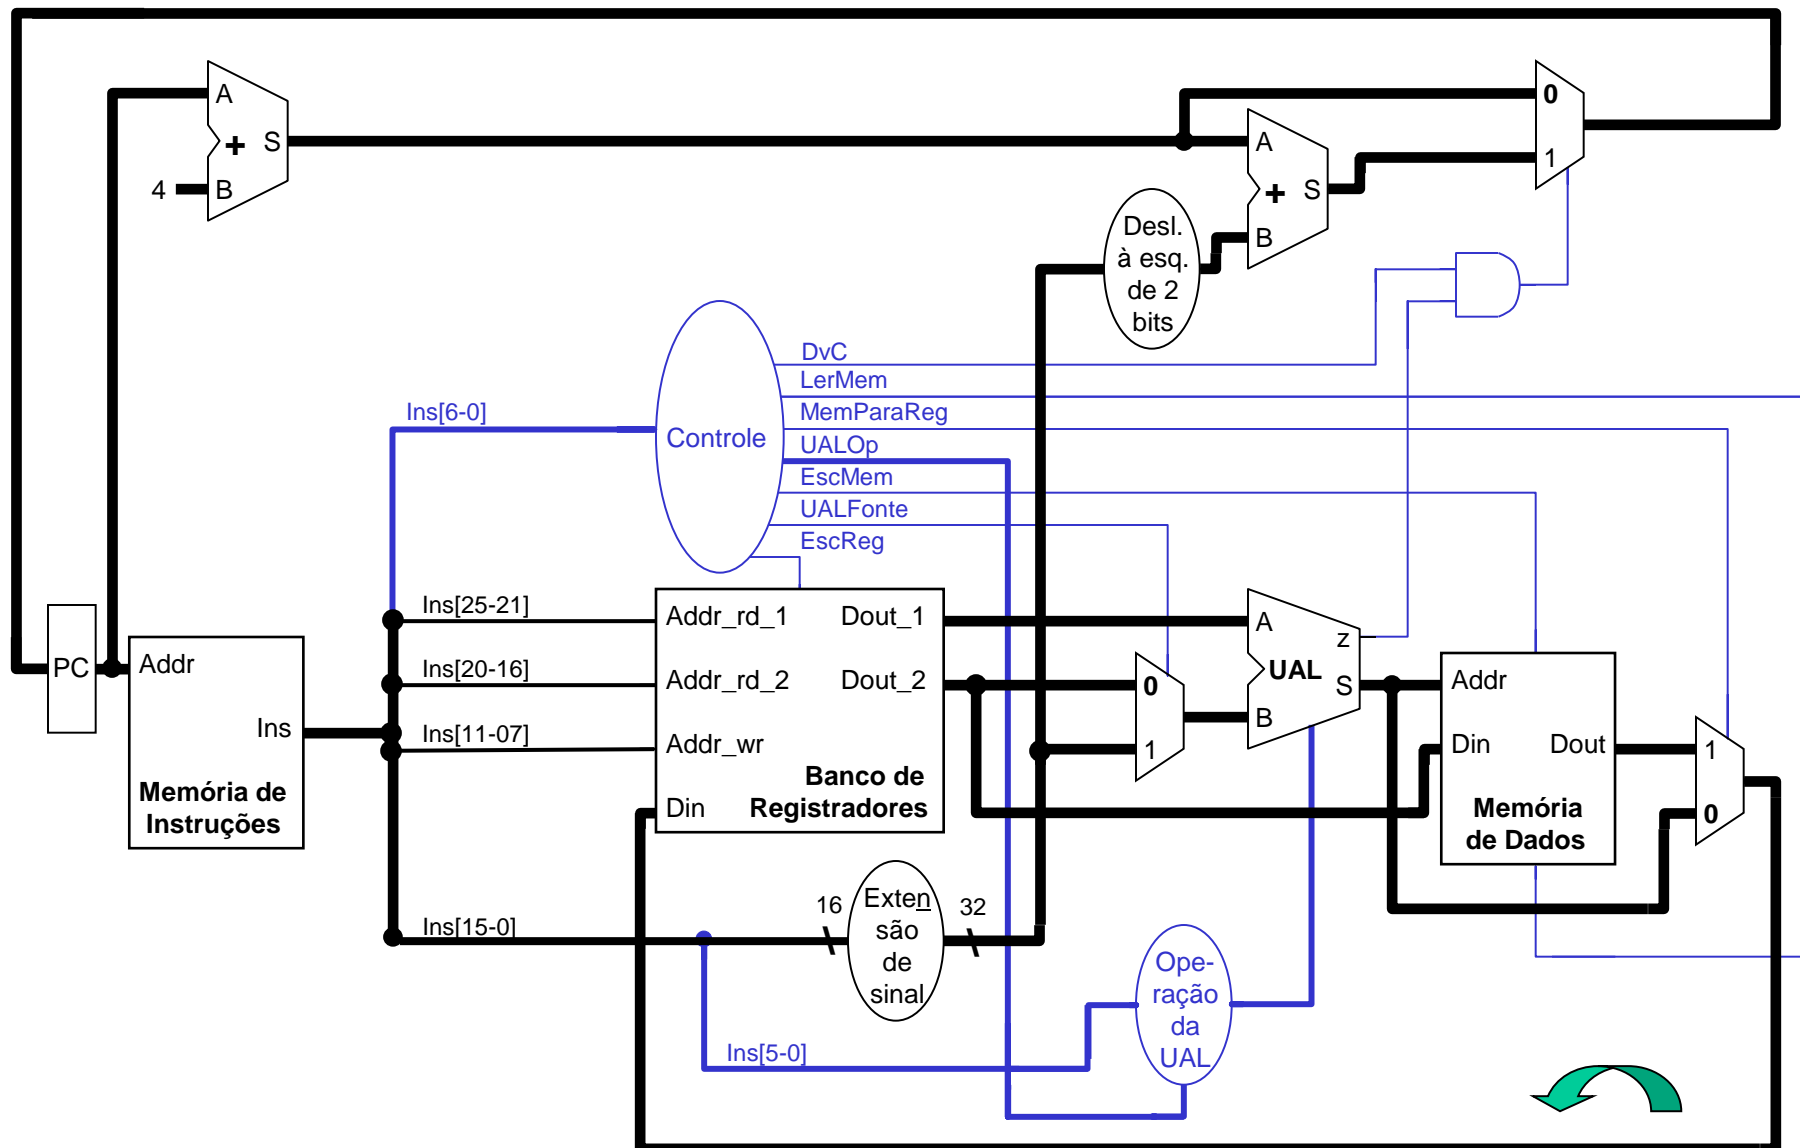 A
+
S
4
B
0
1
A
+
S
B
Desl.
à esq.
de 2
bits
DvC
LerMem
MemParaReg
UALOp
EscMem
UALFonte
EscReg
Ins[6-0]
Controle
Ins[25-21]
Ins[20-16]
Ins[11-07]
Ins[15-0]
PC
Addr
Ins
Memória de
Instruções
Addr_rd_1
Dout_1
Addr_rd_2
Dout_2
Addr_wr
Banco de
Registradores
Din
0
1
A
z
UAL
S
B
Addr
Din
Dout
Memória
de Dados
1
0
16
Exten
são
de
sinal
32
Ope-
ração
da
UAL
Ins[5-0]